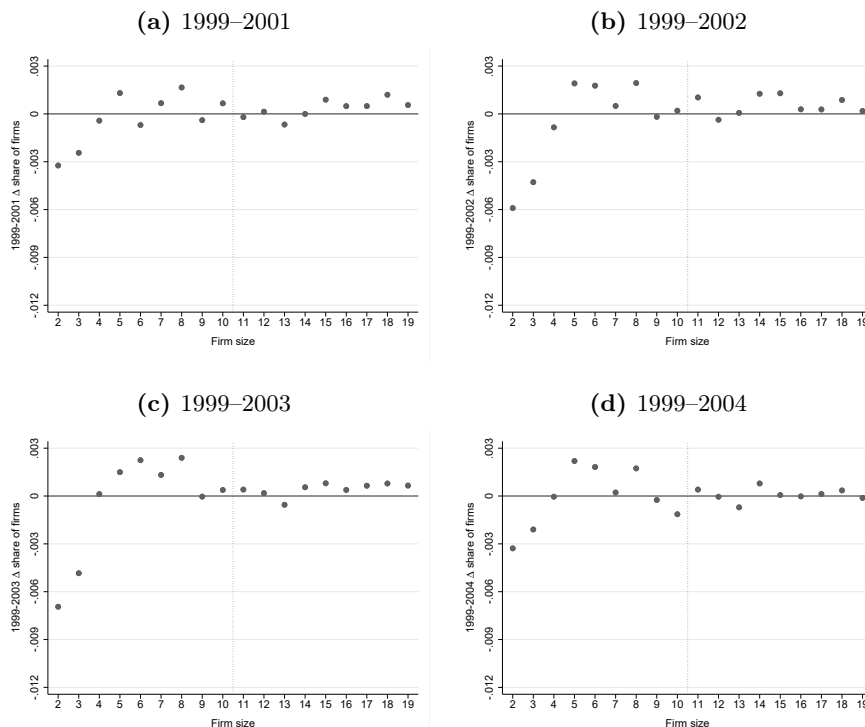 (a) 1999–2001
.003
0
-.003
-.006
-.009
-.012
1999-2001 Δ share of firms
2 3 4 5 6 7 8 9 10 11 12 13 14 15 16 17 18 19
Firm size
(b) 1999–2002
.003
0
-.003
-.006
-.009
-.012
1999-2002 Δ share of firms
2 3 4 5 6 7 8 9 10 11 12 13 14 15 16 17 18 19
Firm size
(c) 1999–2003
.003
0
-.003
-.006
-.009
-.012
1999-2003 Δ share of firms
2 3 4 5 6 7 8 9 10 11 12 13 14 15 16 17 18 19
Firm size
(d) 1999–2004
.003
0
-.003
-.006
-.009
-.012
1999-2004 Δ share of firms
2 3 4 5 6 7 8 9 10 11 12 13 14 15 16 17 18 19
Firm size